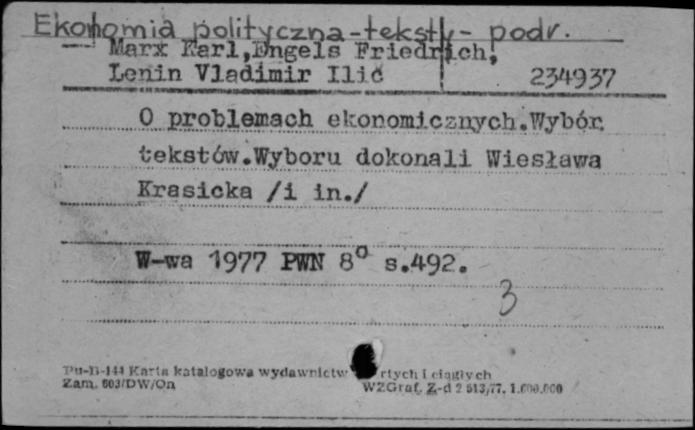 Ekonomia polityczna-teksty- podr.
Marx Karl,Engels Friedrich,
Lenin Vladimir Ilič 234937
O problemach ekonomicznych.Wybór
tekstów.Wyboru dokonali Wiesława
Krasicka /i in./
W-wa 1977 PWN 8° s.492.
3
Pu-B-144 Karta katalogowa wydawnictw rtych i ciągłych
Zam. 603/DW/On WZGraf. Z-d 2 513/77. 1.000.000